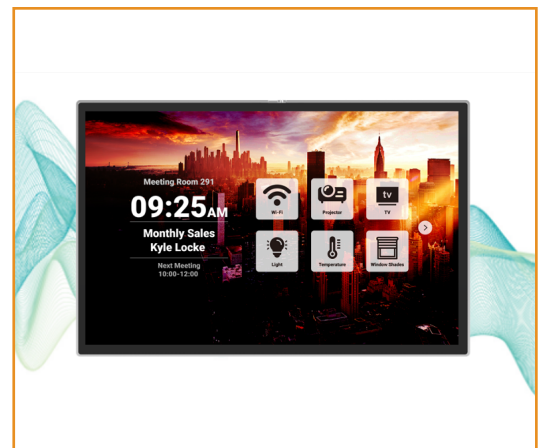 Meeting Room 291
09:25AM
Monthly Sales
Kyle Locke
Next Meeting
10:00-12:00
Wi-Fi
Projector
tv
TV
Light
Temperature
Window Shades